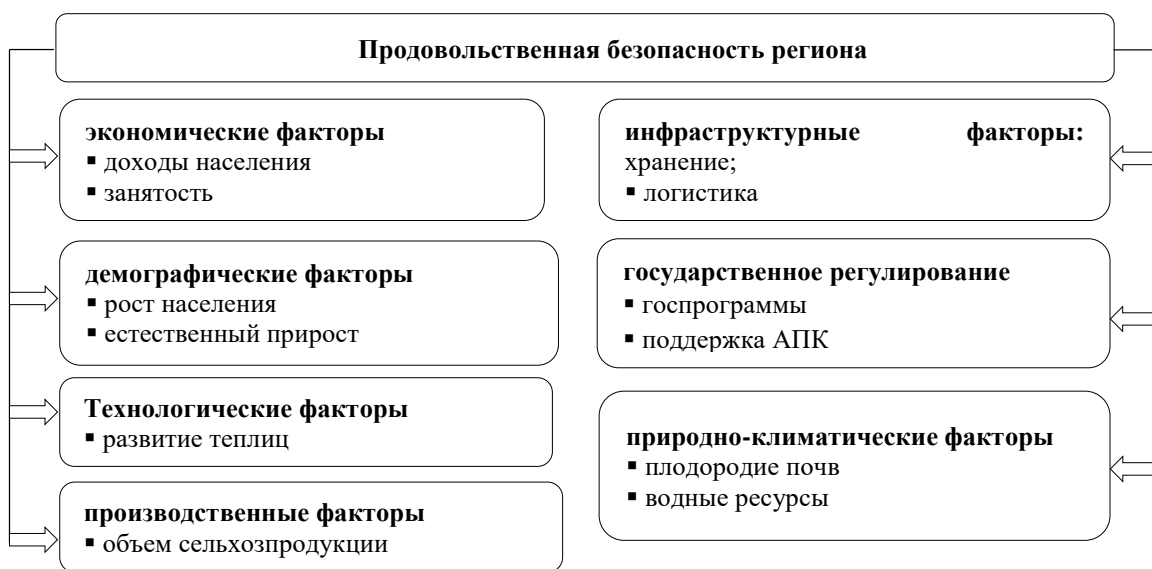 Продовольственная безопасность региона
экономические факторы
▪ доходы населения
▪ занятость
демографические факторы
▪ рост населения
▪ естественный прирост
Технологические факторы
▪ развитие теплиц
производственные факторы
▪ объем сельхозпродукции
инфраструктурные факторы:
хранение;
▪ логистика
государственное регулирование
▪ госпрограммы
▪ поддержка АПК
природно-климатические факторы
▪ плодородие почв
▪ водные ресурсы